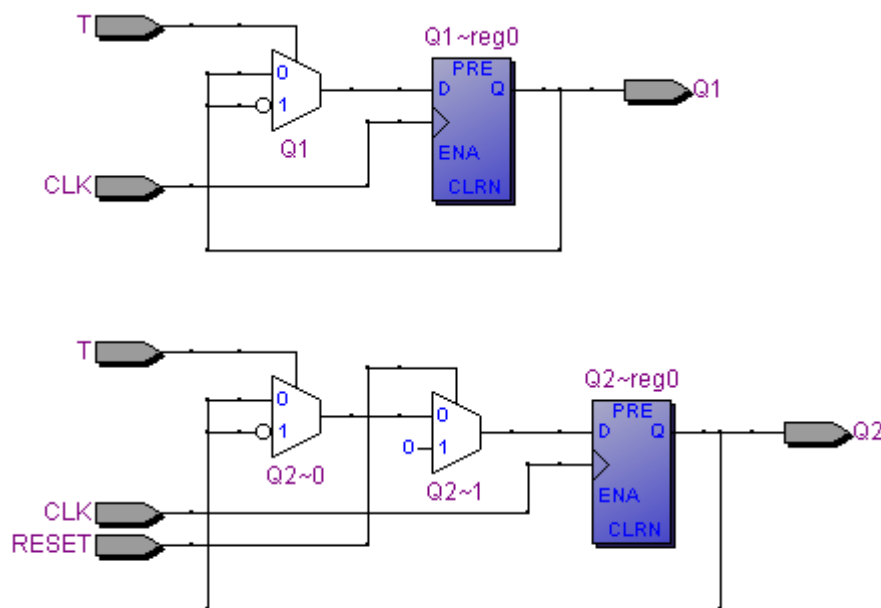 T
Q1~reg0
0
1
Q1
PRE
D Q
ENA
CLRN
Q1
CLK
T
Q2~reg0
0
1
Q2~0
0
0 1
Q2~1
PRE
D Q
ENA
CLRN
Q2
CLK
RESET